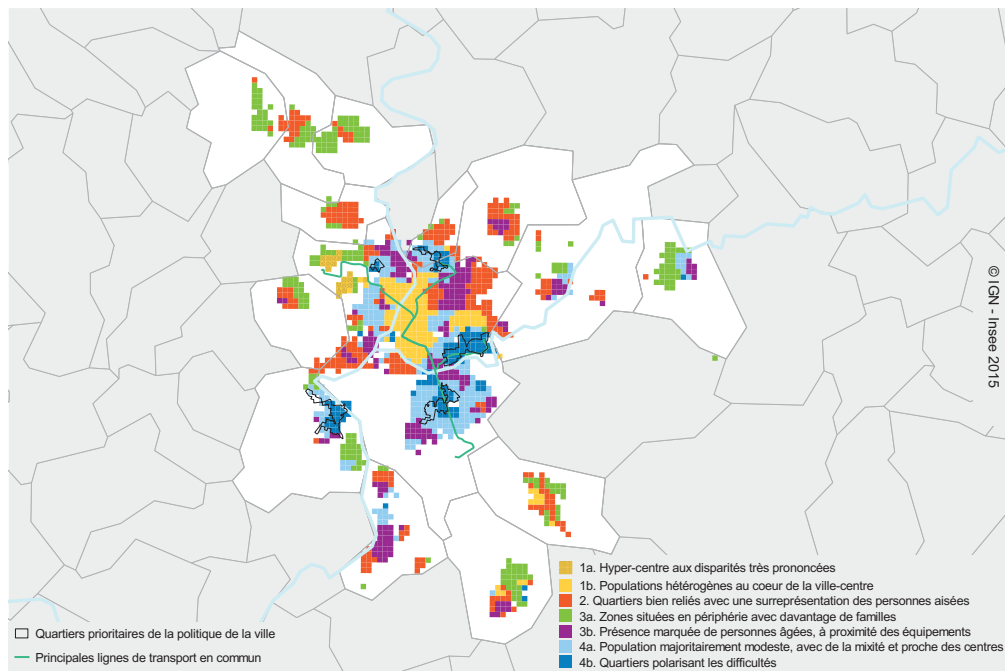 © IGN - Insee 2015
1a. Hyper-centre aux disparités très prononcées
1b. Populations hétérogènes au coeur de la ville-centre
2. Quartiers bien reliés avec une surreprésentation des personnes aisées
3a. Zones situées en périphérie avec davantage de familles
3b. Présence marquée de personnes âgées, à proximité des équipements
4a. Population majoritairement modeste, avec de la mixité et proche des centres
4b. Quartiers polarisant les difficultés
Quartiers prioritaires de la politique de la ville
Principales lignes de transport en commun